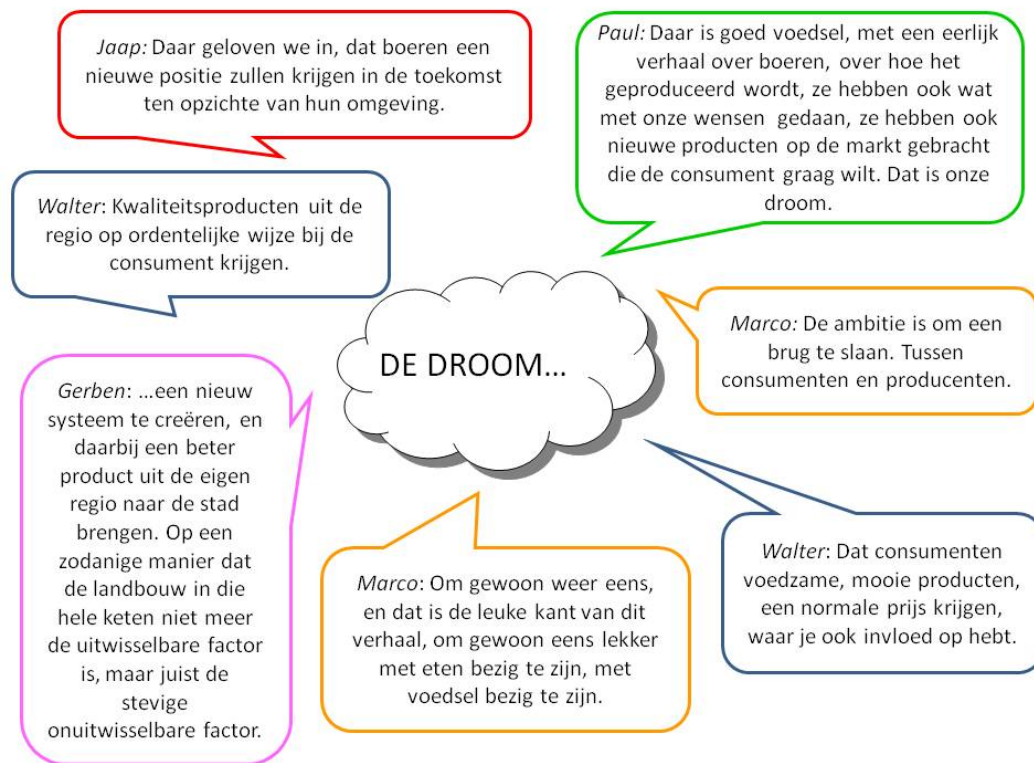 Jaap: Daar geloven we in, dat boeren een
nieuwe positie zullen krijgen in de toekomst
ten opzichte van hun omgeving.
Paul: Daar is goed voedsel, met een eerlijk
verhaal over boeren, over hoe het
geproduceerd wordt, ze hebben ook wat
met onze wensen gedaan, ze hebben ook
nieuwe producten op de markt gebracht
die de consument graag wilt. Dat is onze
droom.
Walter: Kwaliteitsproducten uit de
regio op ordentelijke wijze bij de
consument krijgen.
Marco: De ambitie is om een
brug te slaan. Tussen
consumenten en producenten.
DE DROOM...
Gerben: ...een nieuw
systeem te creëren, en
daarbij een beter
product uit de eigen
regio naar de stad
brengen. Op een
zodanige manier dat
de landbouw in die
hele keten niet meer
de uitwisselbare factor
is, maar juist de
stevige
onuitwisselbare factor.
Marco: Om gewoon weer eens,
en dat is de leuke kant van dit
verhaal, om gewoon eens lekker
met eten bezig te zijn, met
voedsel bezig te zijn.
Walter: Dat consumenten
voedzame, mooie producten,
een normale prijs krijgen,
waar je ook invloed op hebt.